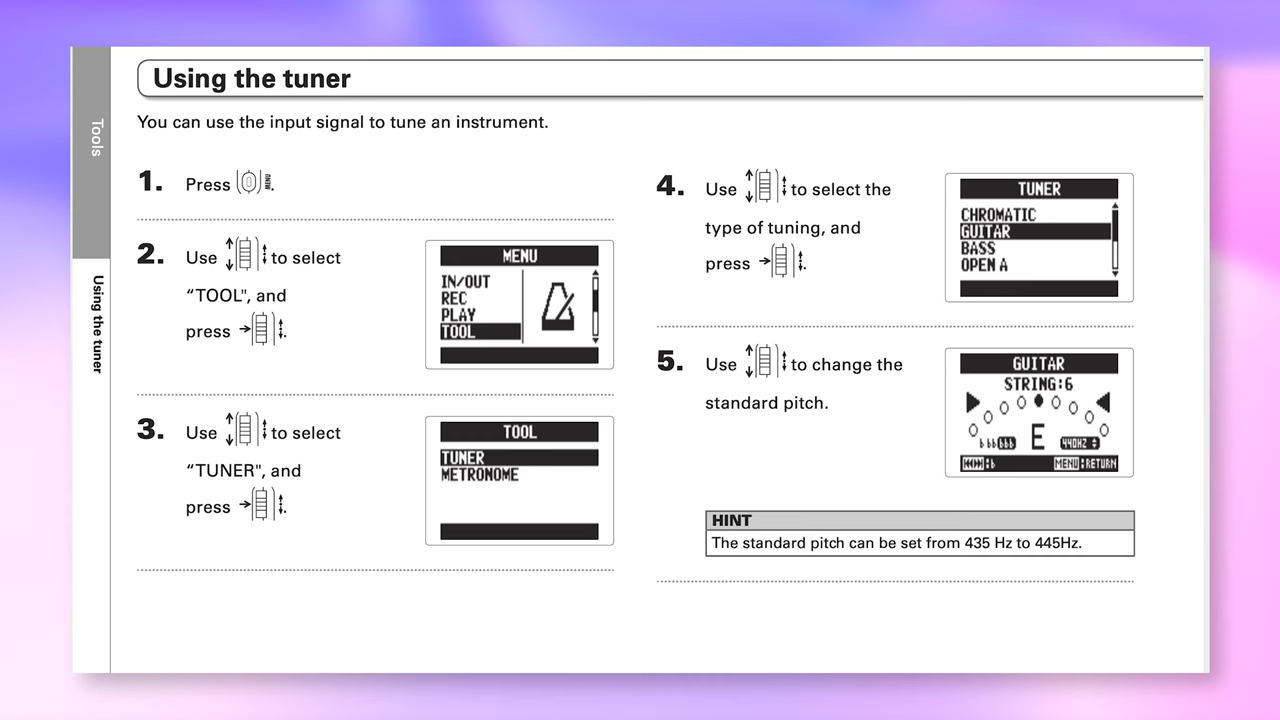 Using the tuner
You can use the input signal to tune an instrument.
Tools
Using the tuner
1. Press MENU.
2. Use to select
“TOOL", and
press .
MENU
IN/OUT
REC
PLAY
TOOL
3. Use to select
“TUNER", and
press .
TOOL
TUNER
METRONOME
4. Use to select the
type of tuning, and
press .
TUNER
CHROMATIC
GUITAR
BASS
OPEN A
5. Use to change the
standard pitch.
GUITAR
STRING:6
E
♭ ♭♭ ♭♭♭
440HZ
:♭ MENU:RETURN
HINT
The standard pitch can be set from 435 Hz to 445Hz.